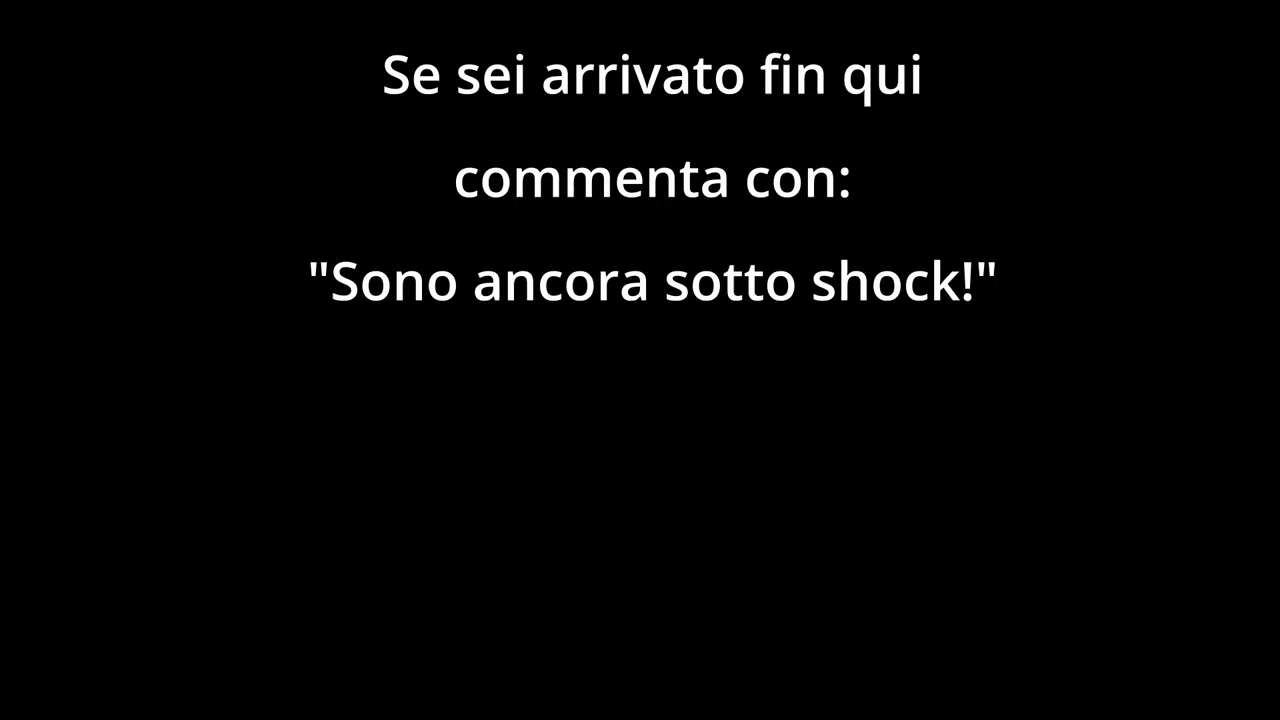 Se sei arrivato fin qui
commenta con:
"Sono ancora sotto shock!"